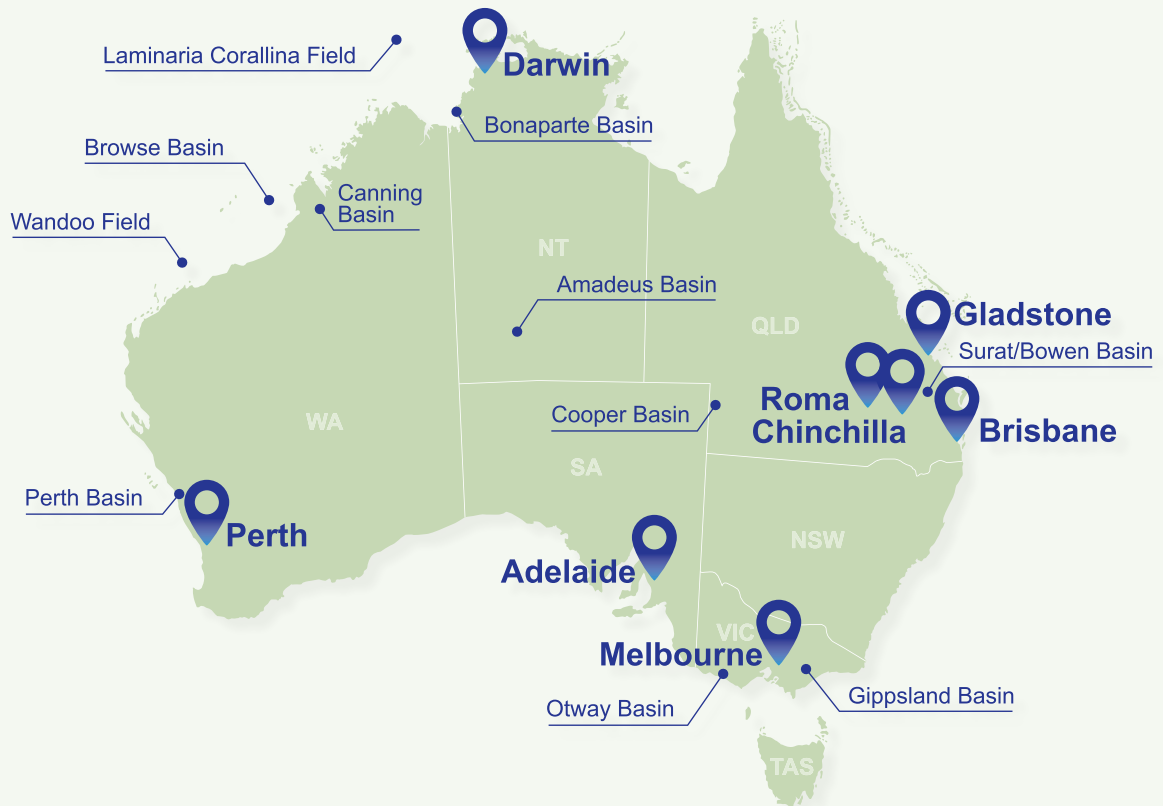 Laminaria Corallina Field
Darwin
Bonaparte Basin
Browse Basin
Canning
Basin
Wandoo Field
NT
Amadeus Basin
QLD
Gladstone
Surat/Bowen Basin
Roma
Chinchilla
Brisbane
Cooper Basin
WA
SA
Perth Basin
Perth
NSW
Adelaide
VIC
Melbourne
Otway Basin
Gippsland Basin
TAS